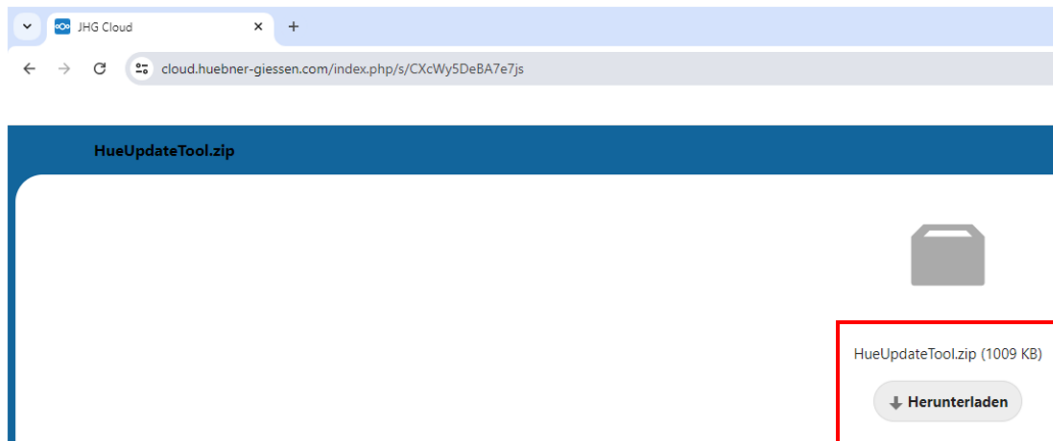 JHG Cloud
cloud.huebner-giessen.com/index.php/s/CXcWy5DeBA7e7js
HueUpdateTool.zip
HueUpdateTool.zip (1009 KB)
Herunterladen